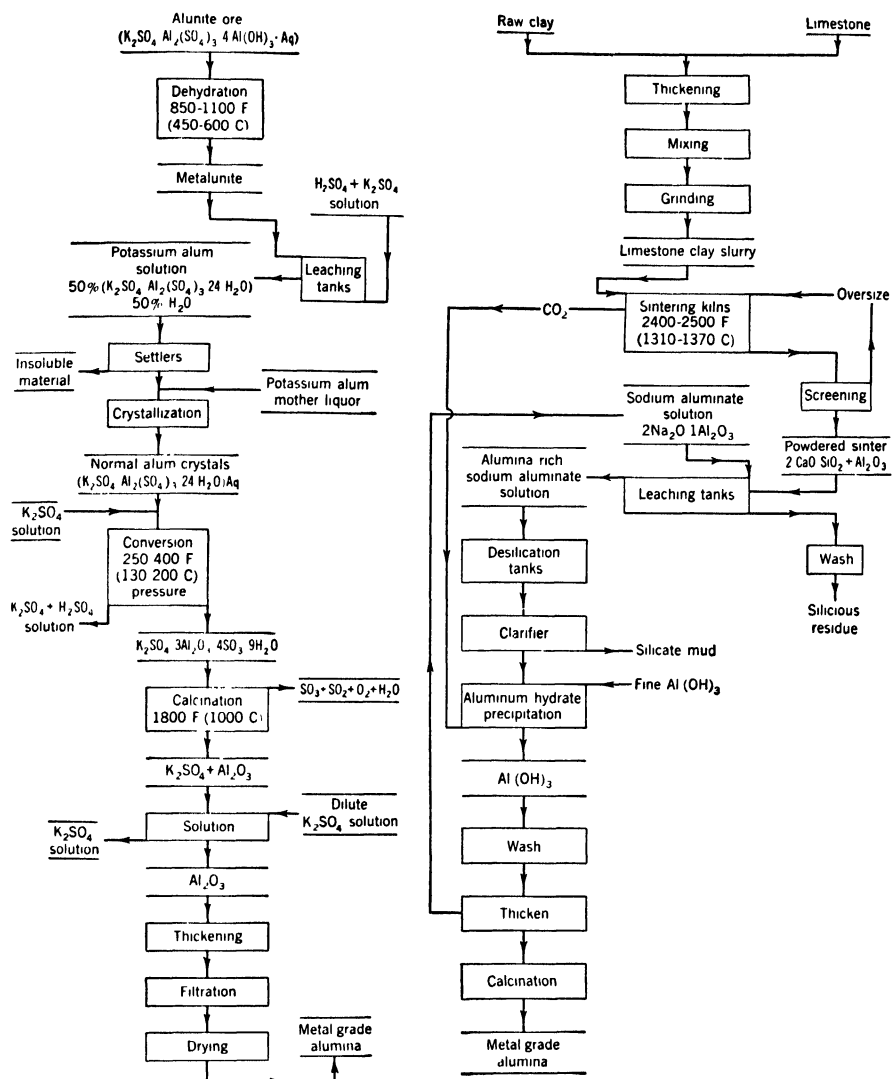 Alunite ore
(K₂SO₄ Al₂(SO₄)₃ 4 Al(OH)₃·Aq)
Dehydration
850-1100 F
(450-600 C)
Metalunite
H₂SO₄ + K₂SO₄
solution
Leaching
tanks
Potassium alum
solution
50%(K₂SO₄ Al₂(SO₄)₃ 24 H₂O)
50% H₂O
Settlers
Insoluble
material
Potassium alum
mother liquor
Crystallization
Normal alum crystals
(K₂SO₄ Al₂(SO₄)₃ 24 H₂O)Aq
K₂SO₄
solution
Conversion
250 400 F
(130 200 C)
pressure
K₂SO₄ + H₂SO₄
solution
K₂SO₄ 3Al₂O₃ 4SO₃ 9H₂O
Calcination
1800 F (1000 C)
SO₃+SO₂+O₂+H₂O
K₂SO₄ + Al₂O₃
Solution
Dilute
K₂SO₄ solution
K₂SO₄
solution
Al₂O₃
Thickening
Filtration
Drying
Metal grade
alumina
Raw clay
Limestone
Thickening
Mixing
Grinding
Limestone clay slurry
Sintering kilns
2400-2500 F
(1310-1370 C)
CO₂
Oversize
Screening
Powdered sinter
2 CaO SiO₂ + Al₂O₃
Sodium aluminate
solution
2Na₂O 1Al₂O₃
Leaching tanks
Wash
Silicious
residue
Alumina rich
sodium aluminate
solution
Desilication
tanks
Clarifier
Silicate mud
Fine Al (OH)₃
Aluminum hydrate
precipitation
Al (OH)₃
Wash
Thicken
Calcination
Metal grade
alumina